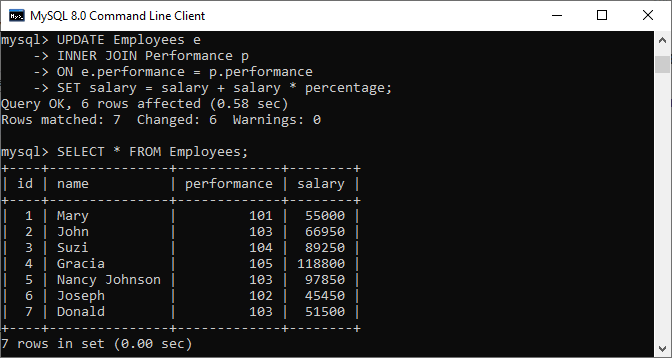 MySQL 8.0 Command Line Client
mysql> UPDATE Employees e
    -> INNER JOIN Performance p
    -> ON e.performance = p.performance
    -> SET salary = salary + salary * percentage;
Query OK, 6 rows affected (0.58 sec)
Rows matched: 7  Changed: 6  Warnings: 0

mysql> SELECT * FROM Employees;
+----+---------------+-------------+--------+
| id | name          | performance | salary |
+----+---------------+-------------+--------+
|  1 | Mary          |         101 |  55000 |
|  2 | John          |         103 |  66950 |
|  3 | Suzi          |         104 |  89250 |
|  4 | Gracia        |         105 | 118800 |
|  5 | Nancy Johnson |         103 |  97850 |
|  6 | Joseph        |         102 |  45450 |
|  7 | Donald        |         103 |  51500 |
+----+---------------+-------------+--------+
7 rows in set (0.00 sec)